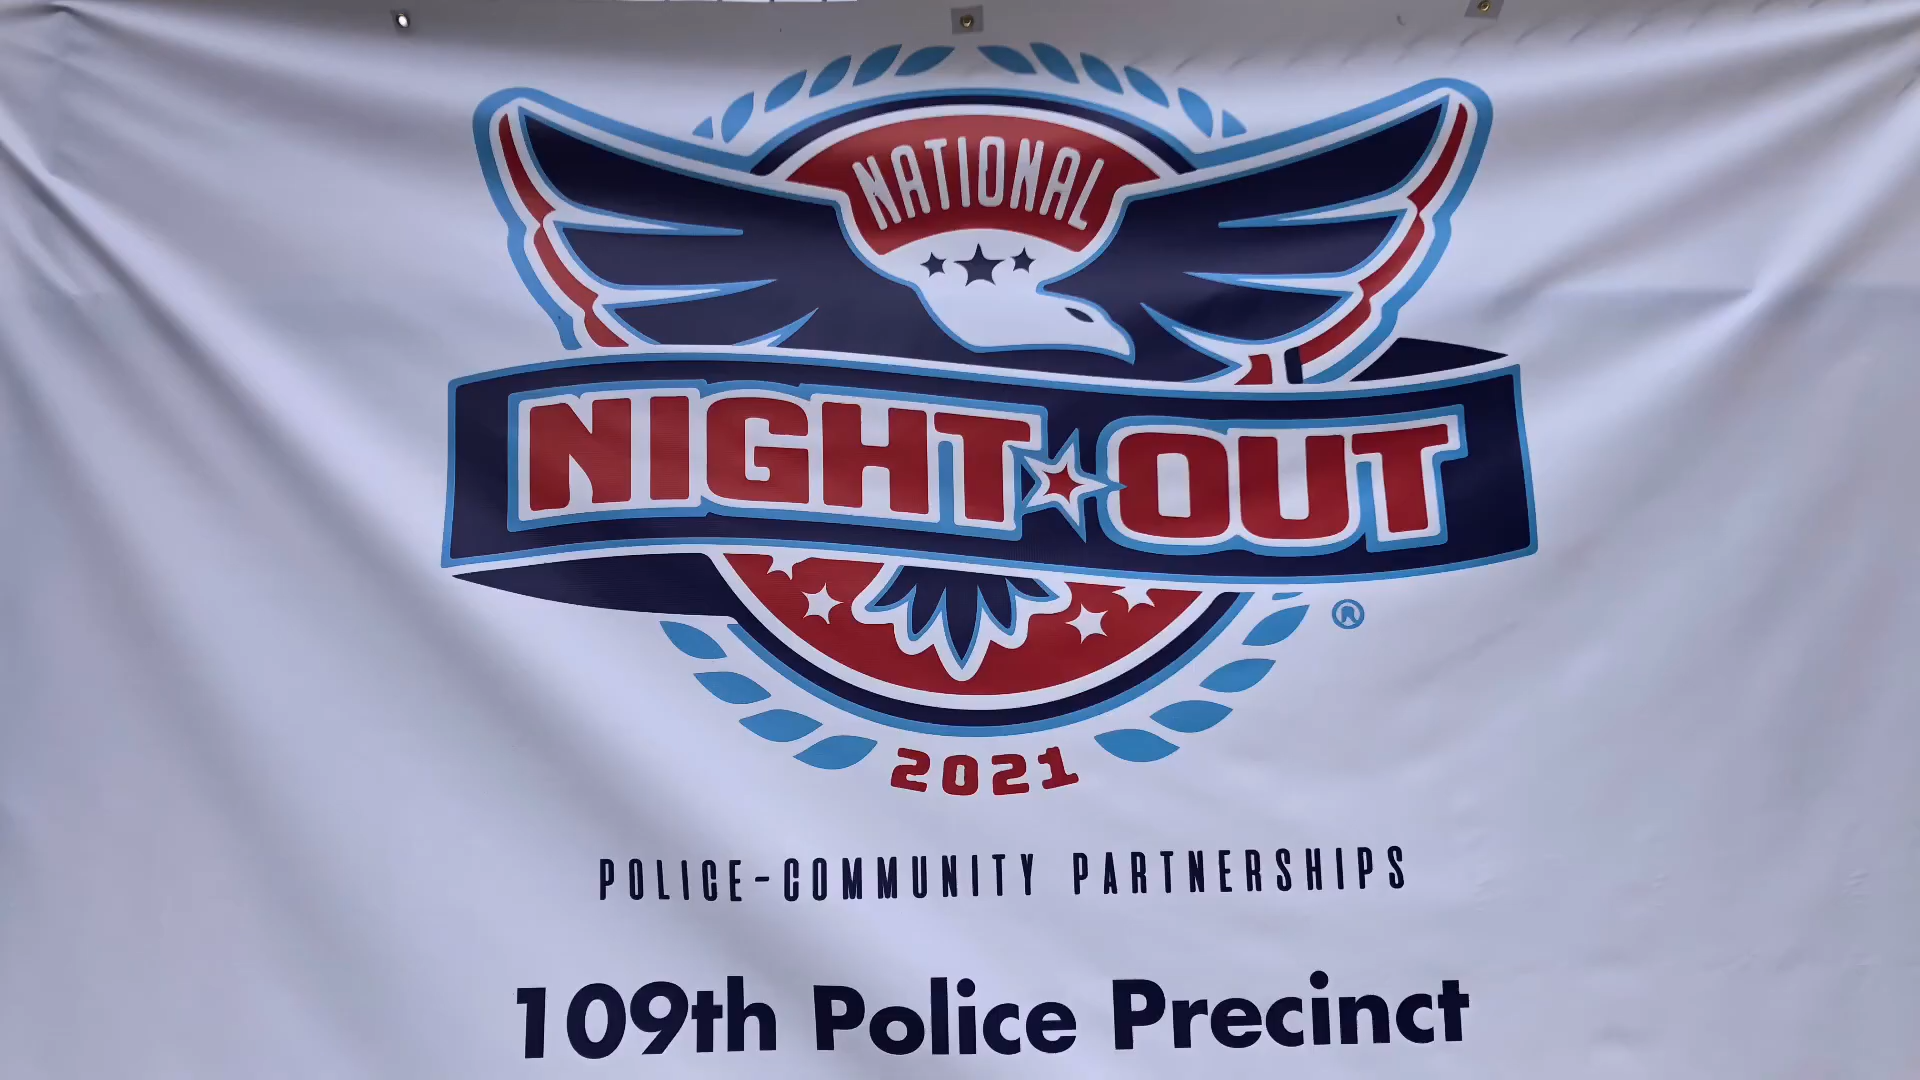 NATIONAL
NIGHT OUT
®
2021
POLICE-COMMUNITY PARTNERSHIPS
109th Police Precinct